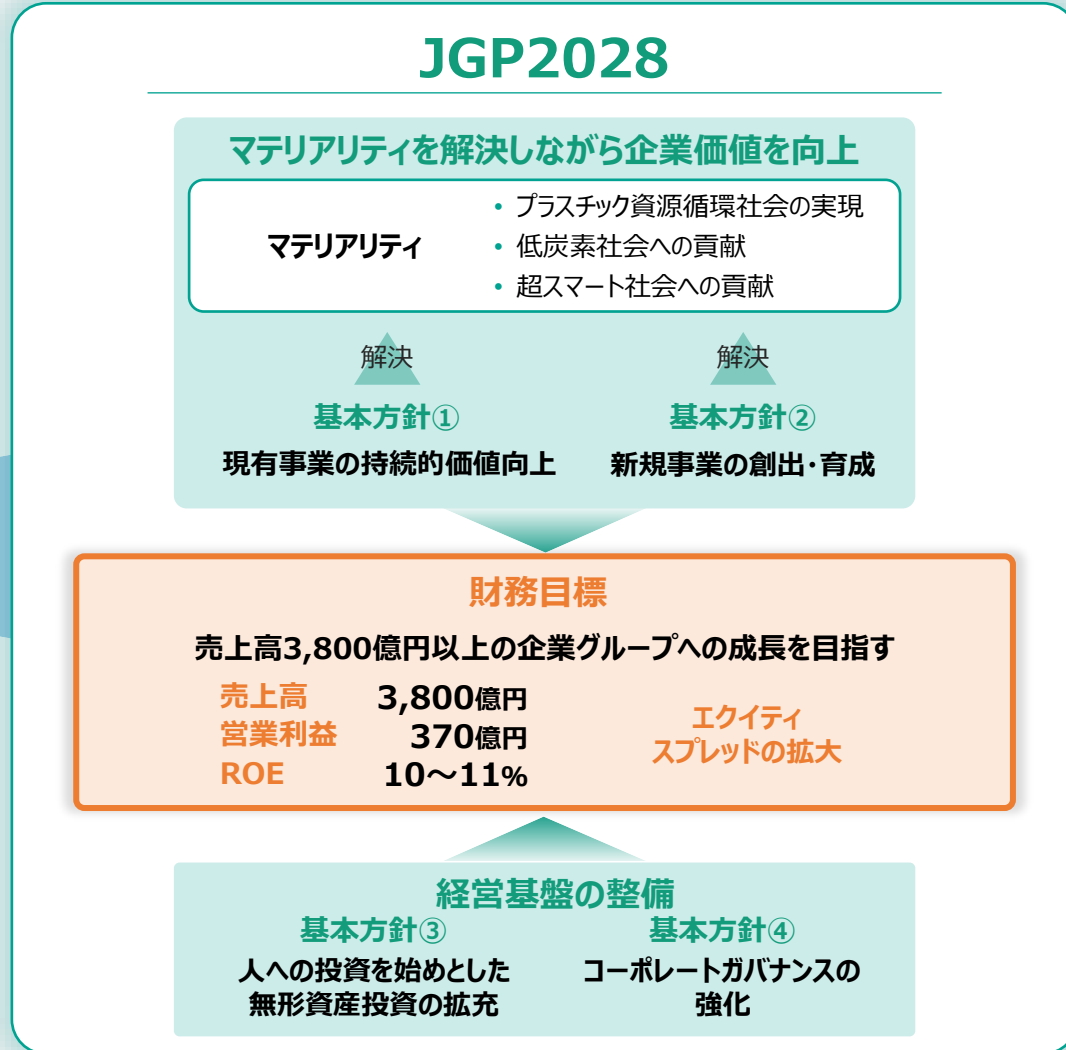 JGP2028
マテリアリティを解決しながら企業価値を向上
マテリアリティ
• プラスチック資源循環社会の実現
• 低炭素社会への貢献
• 超スマート社会への貢献
解決
解決
基本方針①
現有事業の持続的価値向上
基本方針②
新規事業の創出・育成
財務目標
売上高3,800億円以上の企業グループへの成長を目指す
売上高 3,800億円
営業利益 370億円
ROE 10～11%
エクイティ
スプレッドの拡大
経営基盤の整備
基本方針③
人への投資を始めとした
無形資産投資の拡充
基本方針④
コーポレートガバナンスの
強化